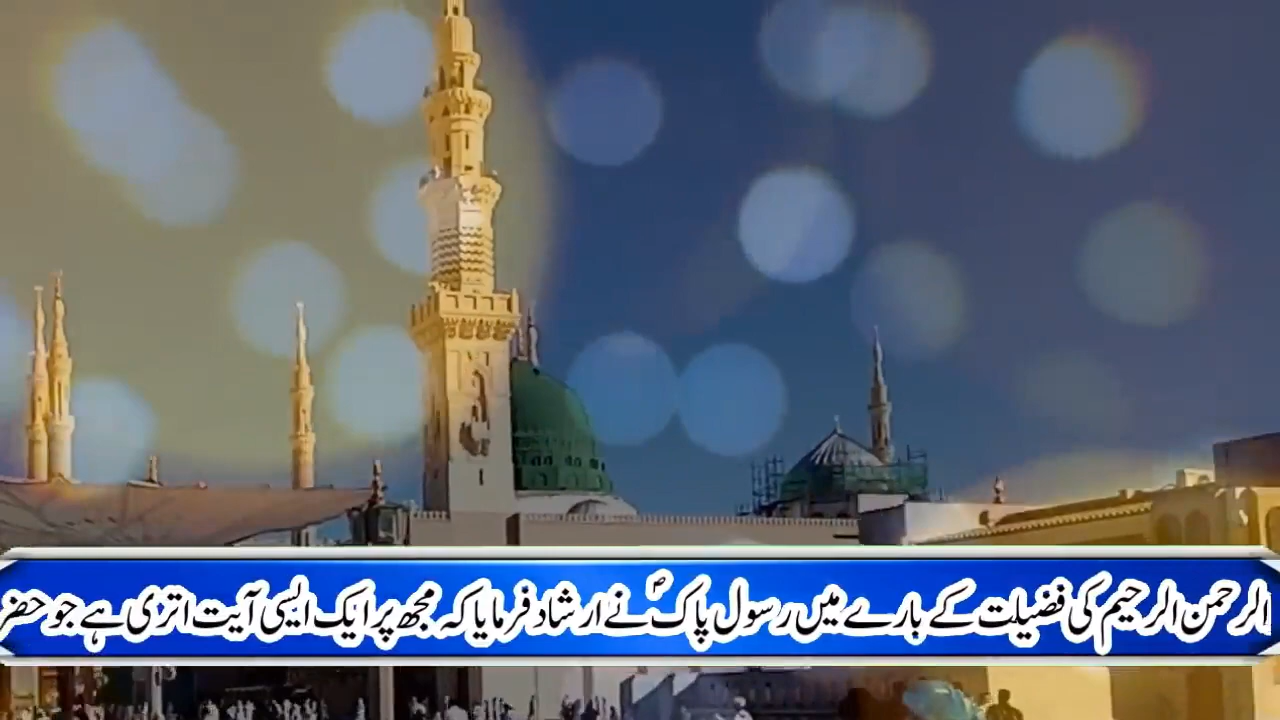 الرحمن الرحیم کی فضیلت کے بارے میں رسول پاکؐ نے ارشاد فرمایا کہ مجھ پر ایک ایسی آیت اتری ہے جو حضر